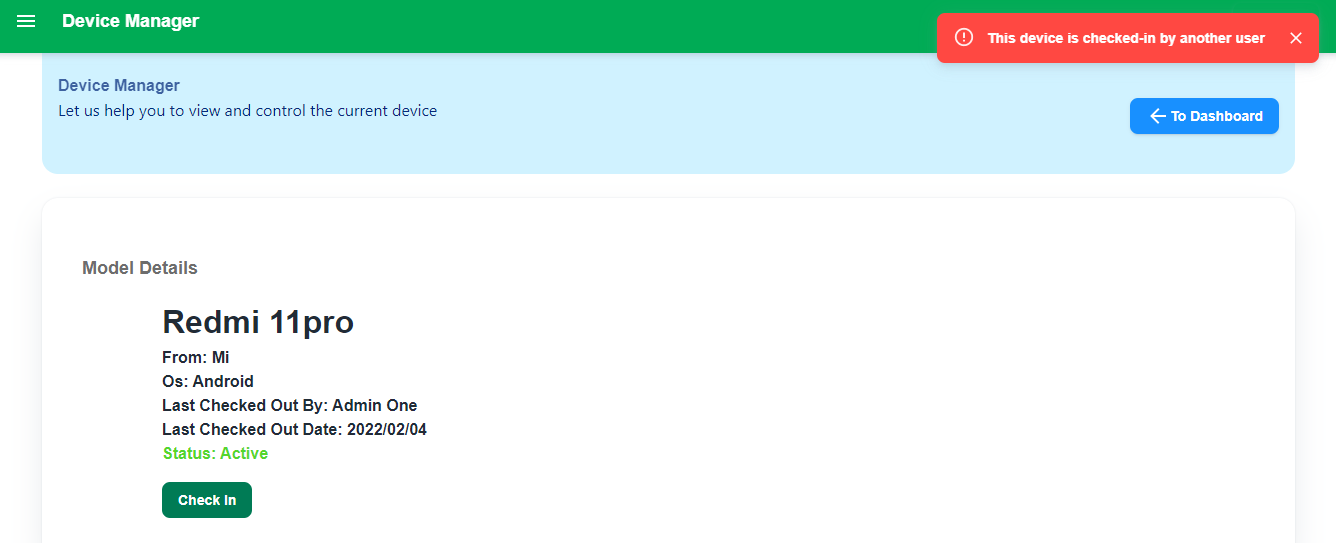 Device Manager
This device is checked-in by another user
Device Manager
Let us help you to view and control the current device
To Dashboard
Model Details
Redmi 11pro
From: Mi
Os: Android
Last Checked Out By: Admin One
Last Checked Out Date: 2022/02/04
Status: Active
Check In